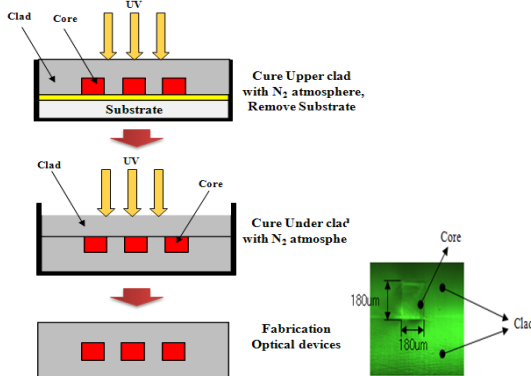 UV
Clad
Core
Cure Upper clad
with N2 atmosphere,
Remove Substrate
Substrate
UV
Clad
Core
Cure Under clad
with N2 atmosphe
Fabrication
Optical devices
Core
180um
180um
Clad